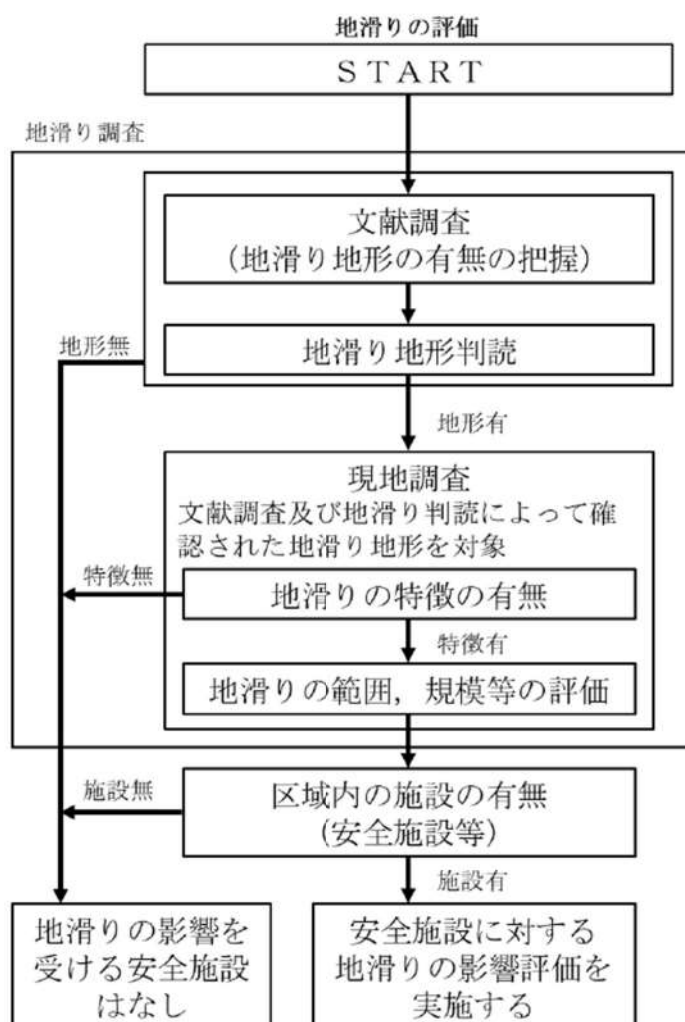 地滑りの評価
ＳＴＡＲＴ
地滑り調査
文献調査
（地滑り地形の有無の把握）
地形無
地滑り地形判読
地形有
現地調査
文献調査及び地滑り判読によって確
認された地滑り地形を対象
特徴無
地滑りの特徴の有無
特徴有
地滑りの範囲，規模等の評価
施設無
区域内の施設の有無
(安全施設等)
施設有
地滑りの影響を
受ける安全施設
はなし
安全施設に対する
地滑りの影響評価を
実施する